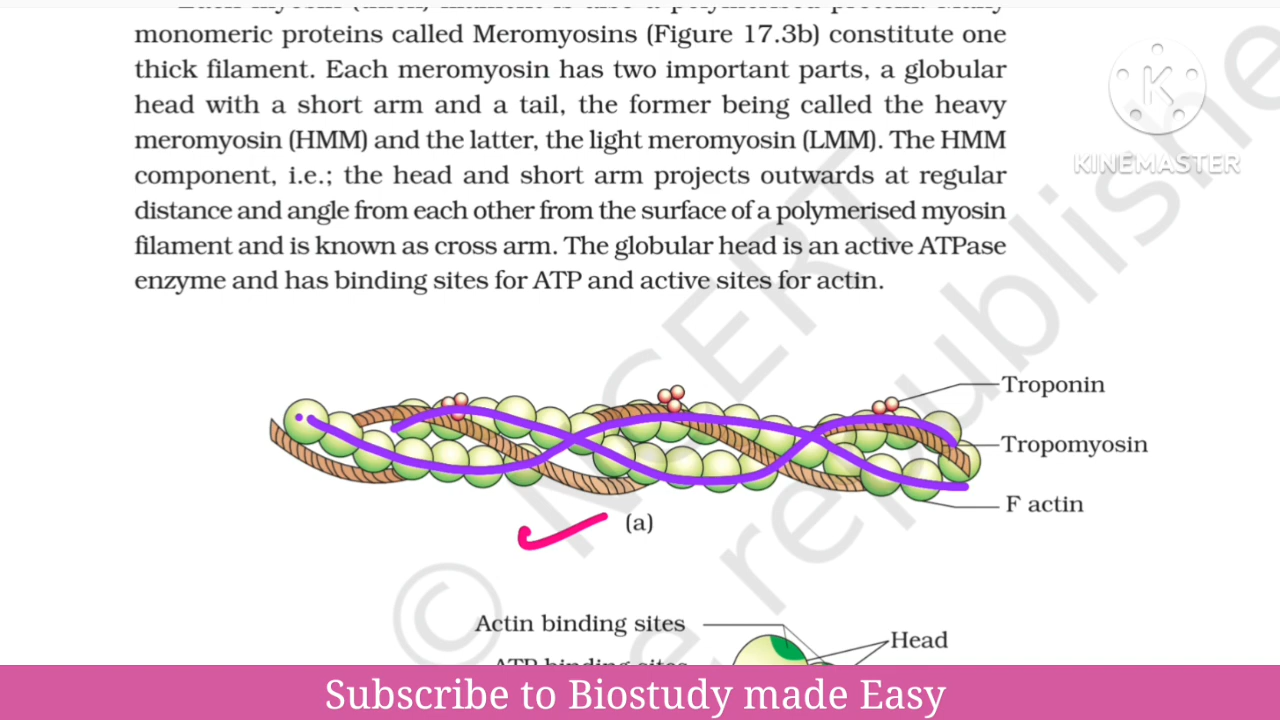 monomeric proteins called Meromyosins (Figure 17.3b) constitute one
thick filament. Each meromyosin has two important parts, a globular
head with a short arm and a tail, the former being called the heavy
meromyosin (HMM) and the latter, the light meromyosin (LMM). The HMM
component, i.e.; the head and short arm projects outwards at regular
distance and angle from each other from the surface of a polymerised myosin
filament and is known as cross arm. The globular head is an active ATPase
enzyme and has binding sites for ATP and active sites for actin.
K
KINEMASTER
© NCERT
republishe
Troponin
Tropomyosin
F actin
(a)
Actin binding sites
Head
ATP binding sites
Subscribe to Biostudy made Easy